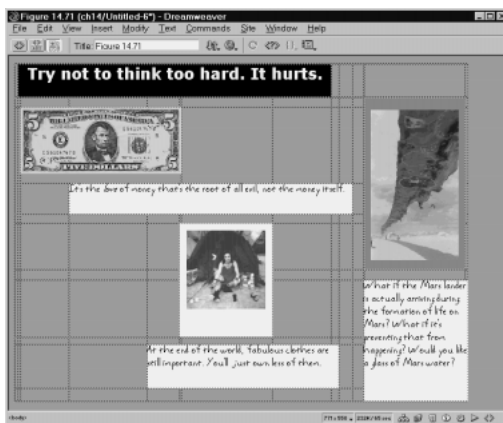 Figure 14.71 (ch14/Untitled-6*) - Dreamweaver
File Edit View Insert Modify Text Commands Site Window Help
Title: Figure 14.71
Try not to think too hard. It hurts.
FIVE DOLLARS
It's the love of money that's the root of all evil, not the money itself.
What if the Mars lander
is actually arriving during
the formation of life on
Mars? What if it's
preventing that from
happening? Would you like
a glass of Mars water?
At the end of the world, fabulous clothes are
still important. You'll just own less of them.
<body>